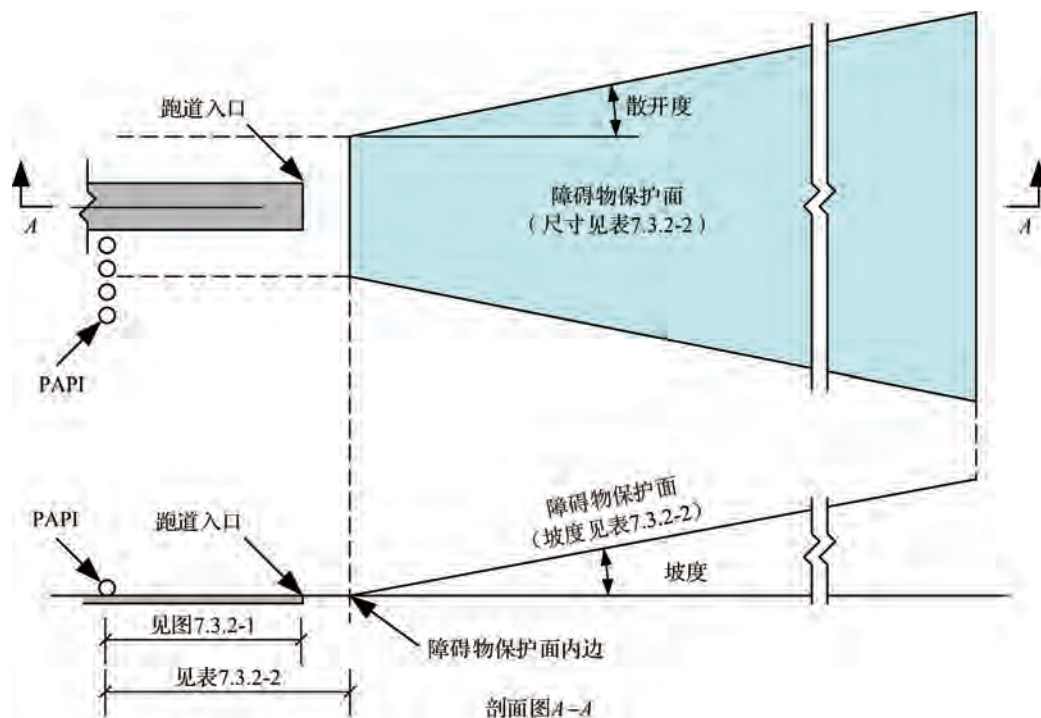 跑道入口
散开度
A
A
障碍物保护面
（尺寸见表7.3.2-2）
PAPI
障碍物保护面
（坡度见表7.3.2-2）
PAPI
跑道入口
坡度
见图7.3.2-1
障碍物保护面内边
见表7.3.2-2
剖面图A-A